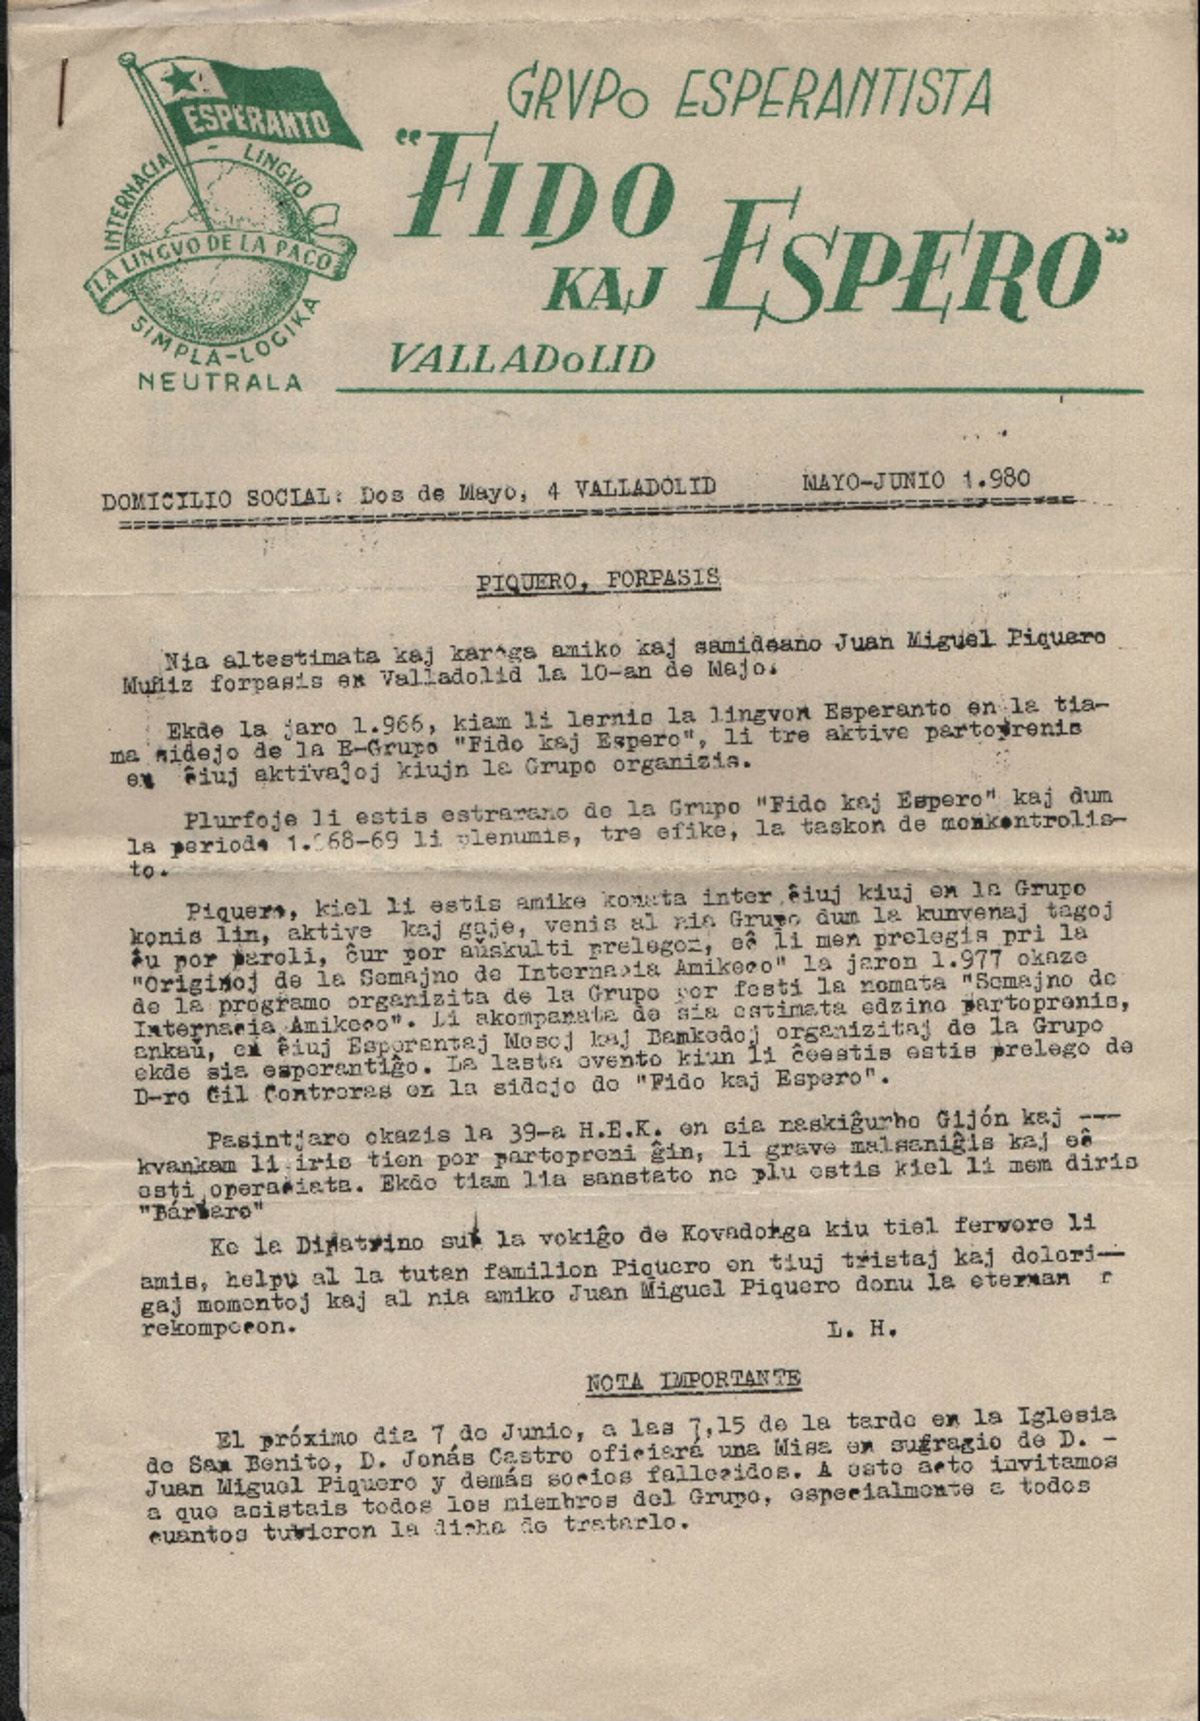 GRVPO ESPERANTISTA
"FIDO
KAJ ESPERO"
VALLADOLID
ESPERANTO
INTERNACIA - LINGVO
LA LINGVO DE LA PACO
SIMPLA-LOGIKA
NEUTRALA
DOMICILIO SOCIAL: Dos de Mayo, 4 VALLADOLID MAYO-JUNIO 1.980
PIQUERO, FORPASIS
Nia altestimata kaj karega amiko kaj samideano Juan Miguel Piquero
Muñiz forpasis en Valladolid la 10-an de Majo.
Ekde la jaro 1.966, kiam li lernis la lingvon Esperanto en la tia-
ma sidejo de la E-Grupo "Fido kaj Espero", li tre aktive partoprenis
en ĉiuj aktivaĵoj kiujn la Grupo organizis.
Plurfoje li estis estrarano de la Grupo "Fido kaj Espero" kaj dum
la periodo 1.968-69 li plenumis, tre efike, la taskon de monkontrolis-
to.
Piquero, kiel li estis amike konata inter ĉiuj kiuj en la Grupo
konis lin, aktive kaj gaje, venis al nia Grupo dum la kunvenaj tagoj
ĉu por paroli, ĉur por aŭskulti prelegon, eĉ li men prelegis pri la
"Originoj de la Semajno de Internacia Amikeco" la jaron 1.977 okaze
de la programo organizita de la Grupo por festi la nomata "Semajno de
Internacia Amikeco". Li akompanata de sia estimata edzino partoprenis,
ankaŭ, en ĉiuj Esperantaj Mesoj kaj Bankedoj organizitaj de la Grupo
ekde sia esperantiĝo. La lasta evento kiun li ĉeestis estis prelego de
D-ro Gil Contreras en la sidejo de "Fido kaj Espero".
Pasintjaro okazis la 39-a H.E.K. en sia naskiĝurbo Gijón kaj ---
kvankam li iris tien por partopreni ĝin, li grave malsaniĝis kaj eĉ
esti operaciata. Ekde tiam lia sanstato ne plu estis kiel li mem diris
"Bárbaro"
Ke la Dipatrino sur la vokiĝo de Kovadonga kiu tiel fervore li
amis, helpu al la tutan familion Piquero en tiuj tristaj kaj dolori--
gaj momentoj kaj al nia amiko Juan Miguel Piquero donu la eternan r
rekompecon.
L. H.
NOTA IMPORTANTE
El próximo dia 7 de Junio, a las 7,15 de la tarde en la Iglesia
de San Benito, D. Jonás Castro oficiará una Misa en sufragio de D. -
Juan Miguel Piquero y demás socios fallecidos. A este acto invitamos
a que asistais todos los miembros del Grupo, especialmente a todos
cuantos tuvieron la dicha de tratarlo.